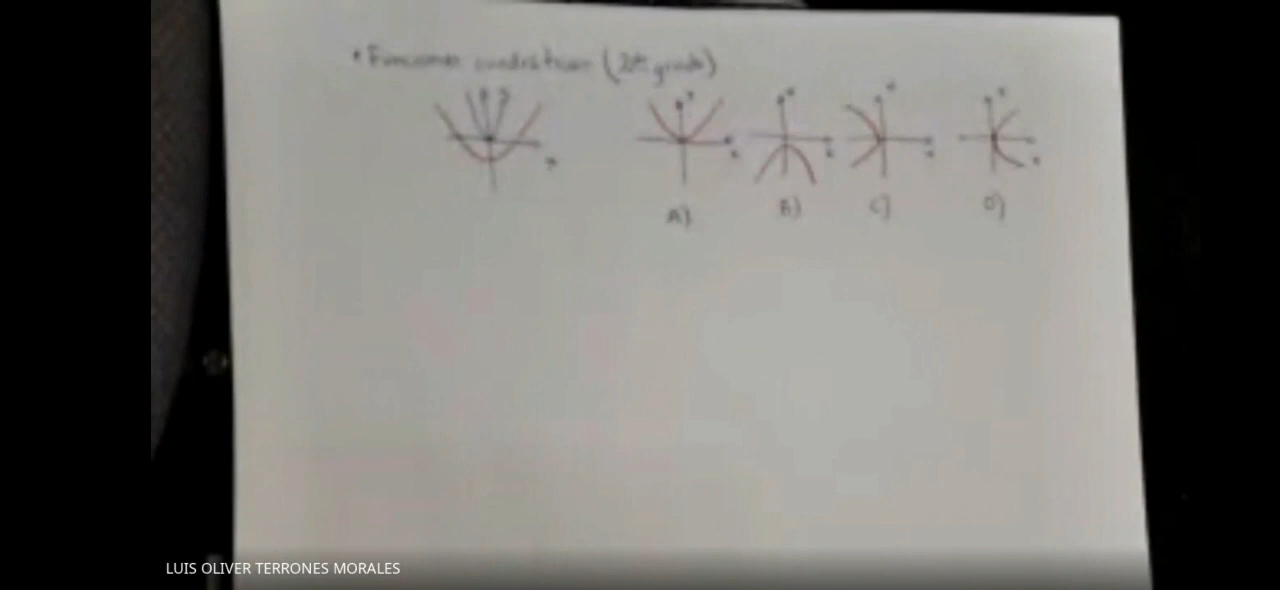 • Funciones cuadráticas (2do grado)
A) B) C) D)
LUIS OLIVER TERRONES MORALES